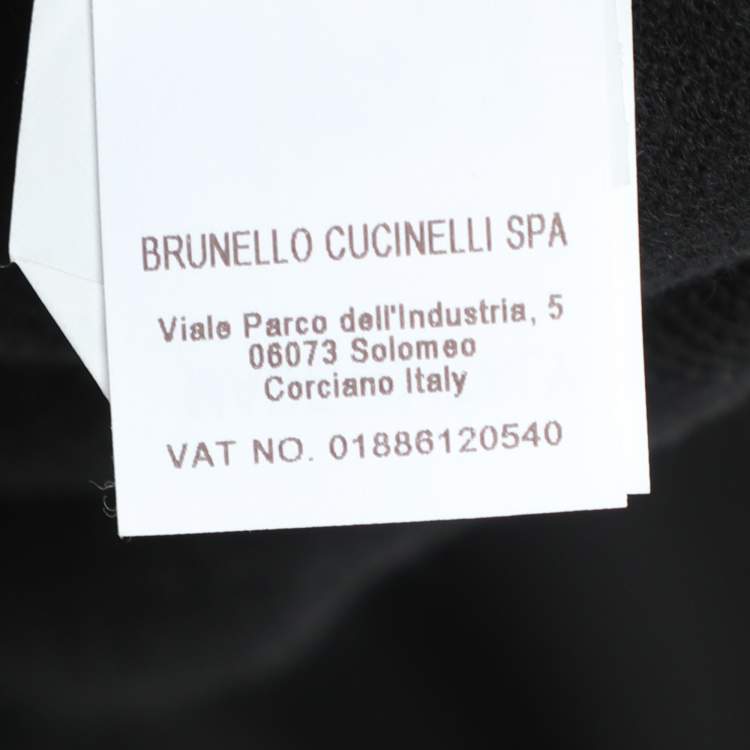 BRUNELLO CUCINELLI SPA
Viale Parco dell'Industria, 5
06073 Solomeo
Corciano Italy
VAT NO. 01886120540